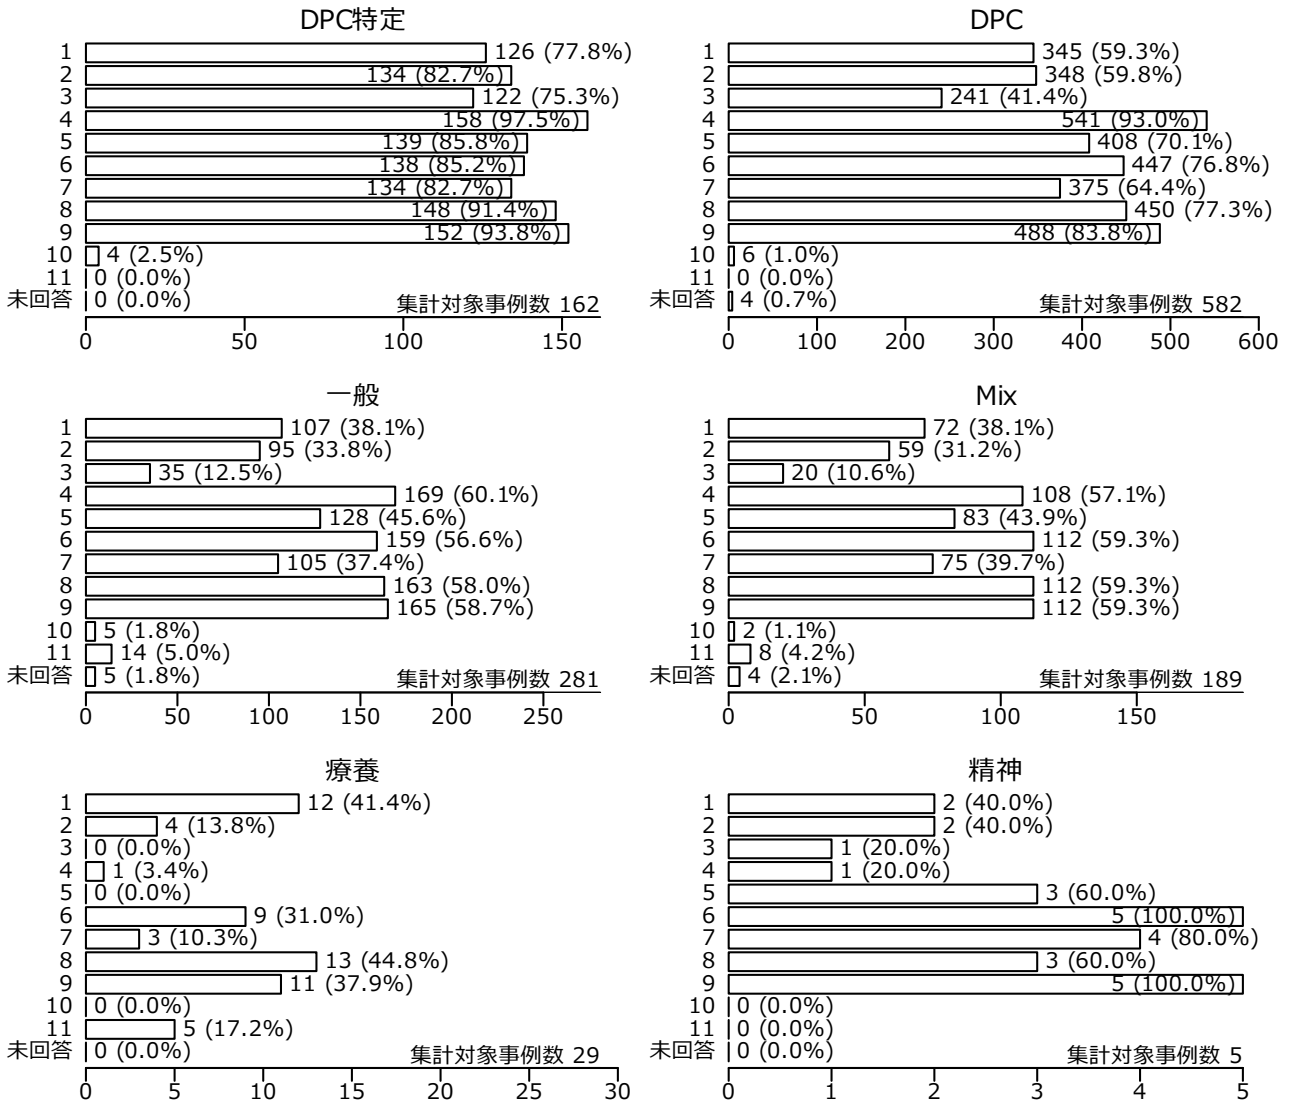 DPC特定
1 126 (77.8%)
2 134 (82.7%)
3 122 (75.3%)
4 158 (97.5%)
5 139 (85.8%)
6 138 (85.2%)
7 134 (82.7%)
8 148 (91.4%)
9 152 (93.8%)
10 4 (2.5%)
11 0 (0.0%)
未回答 0 (0.0%) 集計対象事例数 162
0 50 100 150
DPC
1 345 (59.3%)
2 348 (59.8%)
3 241 (41.4%)
4 541 (93.0%)
5 408 (70.1%)
6 447 (76.8%)
7 375 (64.4%)
8 450 (77.3%)
9 488 (83.8%)
10 6 (1.0%)
11 0 (0.0%)
未回答 4 (0.7%) 集計対象事例数 582
0 100 200 300 400 500 600
一般
1 107 (38.1%)
2 95 (33.8%)
3 35 (12.5%)
4 169 (60.1%)
5 128 (45.6%)
6 159 (56.6%)
7 105 (37.4%)
8 163 (58.0%)
9 165 (58.7%)
10 5 (1.8%)
11 14 (5.0%)
未回答 5 (1.8%) 集計対象事例数 281
0 50 100 150 200 250
Mix
1 72 (38.1%)
2 59 (31.2%)
3 20 (10.6%)
4 108 (57.1%)
5 83 (43.9%)
6 112 (59.3%)
7 75 (39.7%)
8 112 (59.3%)
9 112 (59.3%)
10 2 (1.1%)
11 8 (4.2%)
未回答 4 (2.1%) 集計対象事例数 189
0 50 100 150
療養
1 12 (41.4%)
2 4 (13.8%)
3 0 (0.0%)
4 1 (3.4%)
5 0 (0.0%)
6 9 (31.0%)
7 3 (10.3%)
8 13 (44.8%)
9 11 (37.9%)
10 0 (0.0%)
11 5 (17.2%)
未回答 0 (0.0%) 集計対象事例数 29
0 5 10 15 20 25 30
精神
1 2 (40.0%)
2 2 (40.0%)
3 1 (20.0%)
4 1 (20.0%)
5 3 (60.0%)
6 5 (100.0%)
7 4 (80.0%)
8 3 (60.0%)
9 5 (100.0%)
10 0 (0.0%)
11 0 (0.0%)
未回答 0 (0.0%) 集計対象事例数 5
0 1 2 3 4 5